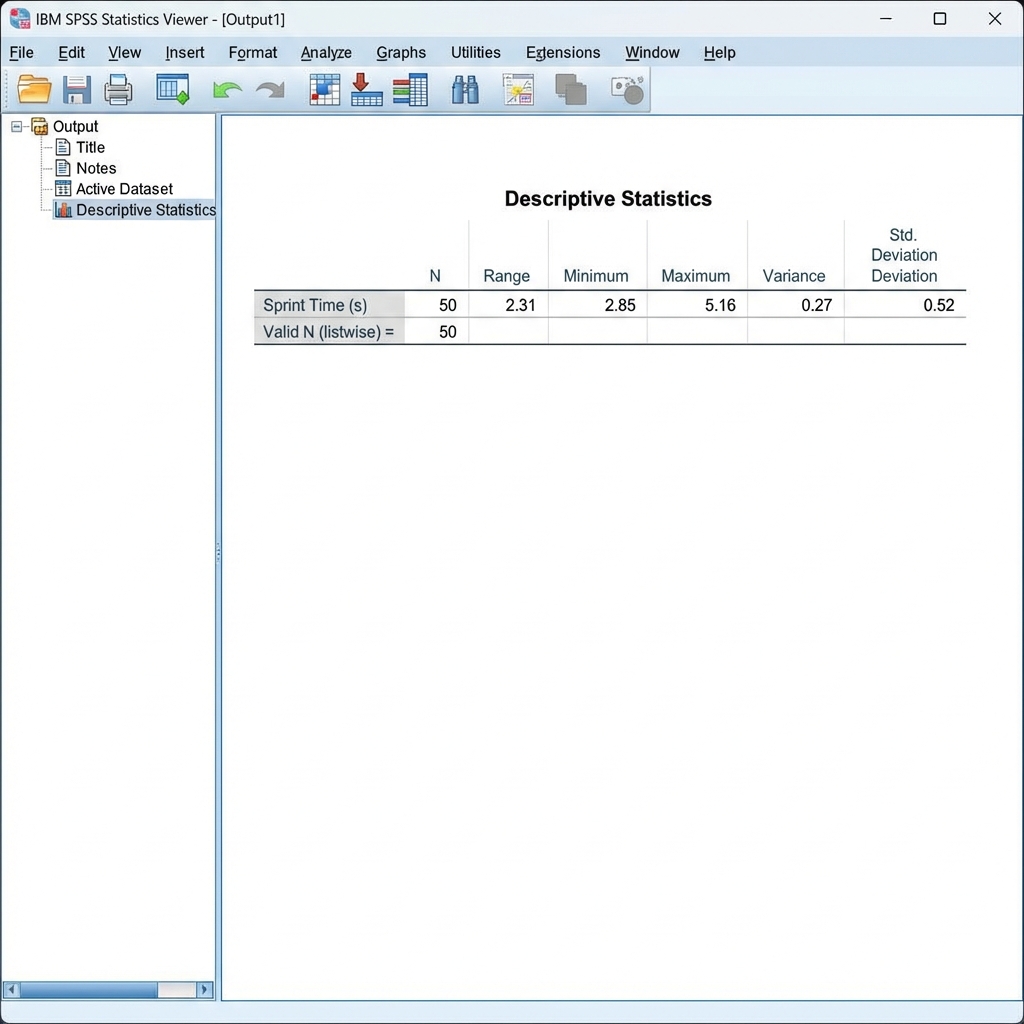 IBM SPSS Statistics Viewer - [Output1]
File Edit View Insert Format Analyze Graphs Utilities Extensions Window Help
Output
Title
Notes
Active Dataset
Descriptive Statistics
Descriptive Statistics
N Range Minimum Maximum Variance Std. Deviation Deviation
Sprint Time (s) 50 2.31 2.85 5.16 0.27 0.52
Valid N (listwise) = 50